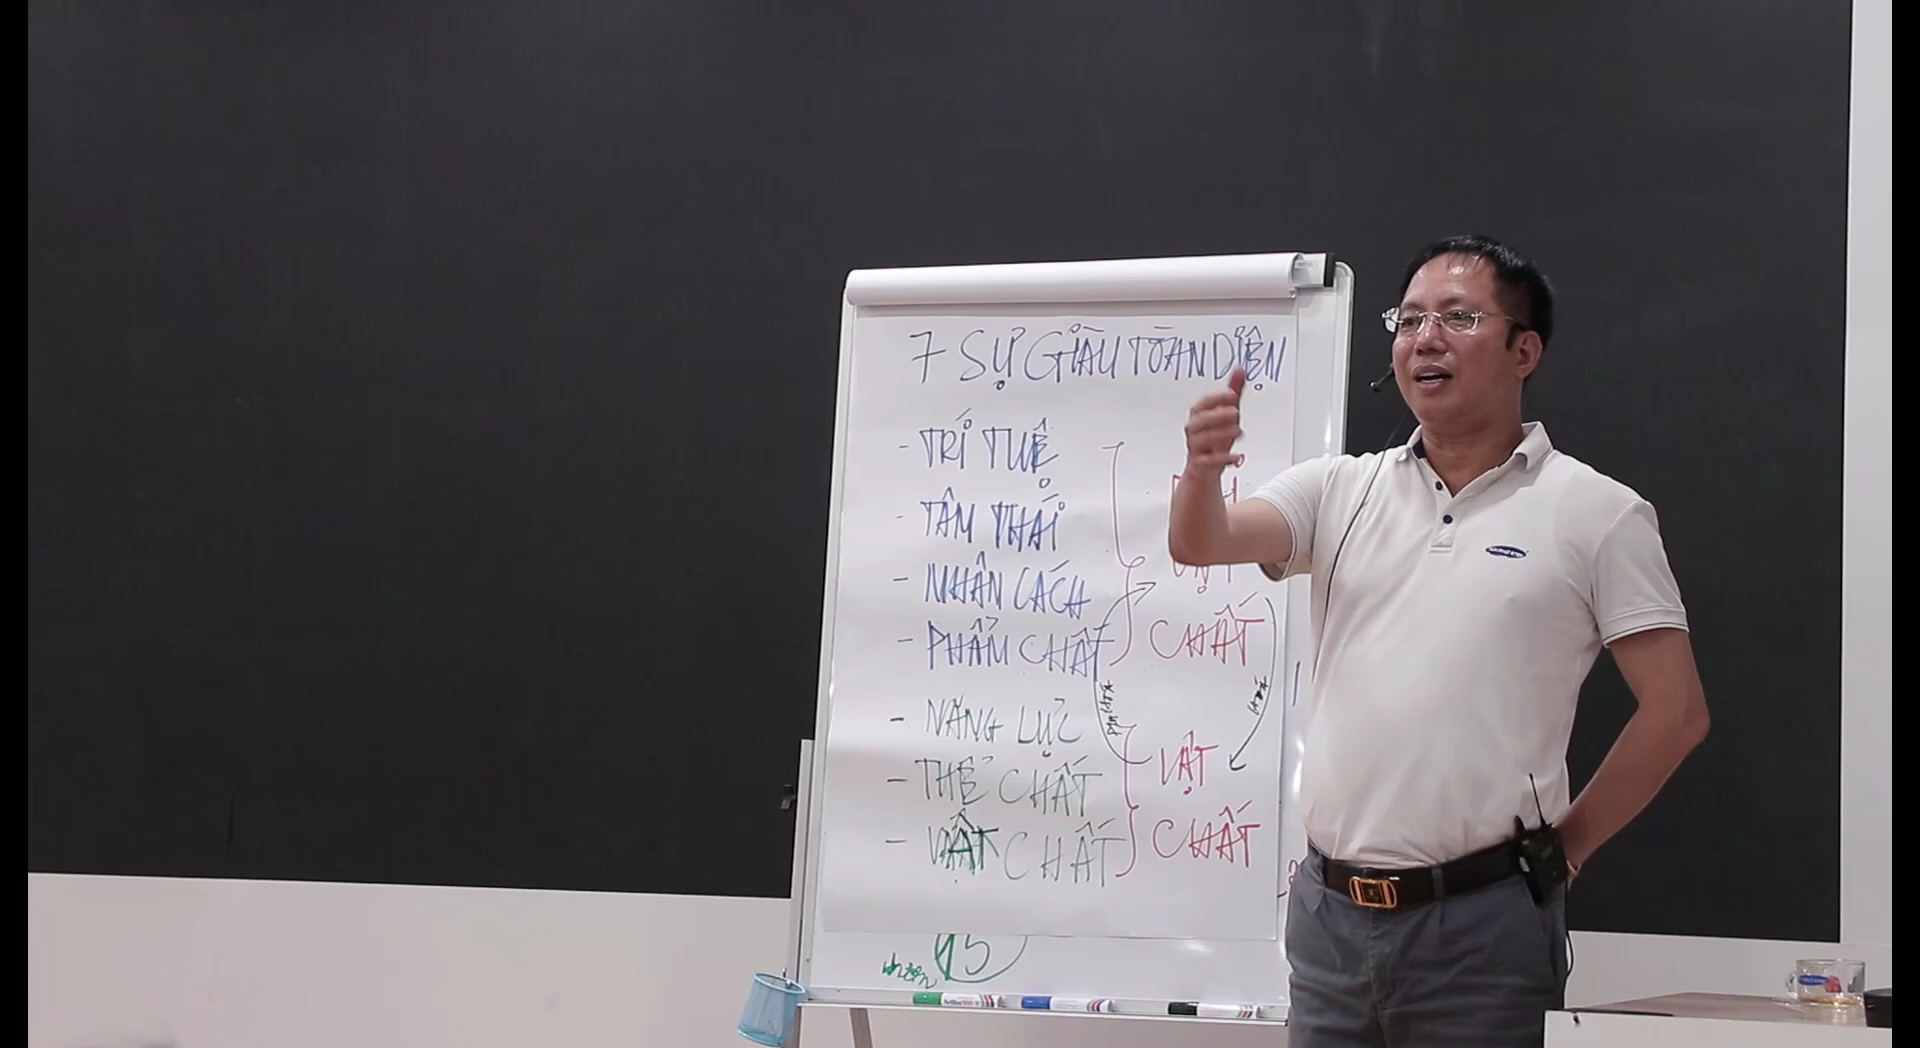 7 SỰ GIÀU TOÀN DIỆN
- TRÍ TUỆ
- TÂM THÁI
- NHÂN CÁCH
- PHẨM CHẤT
CHẤT
- NĂNG LỰC
- THỂ CHẤT
- VẬT CHẤT
VẬT
CHẤT
15